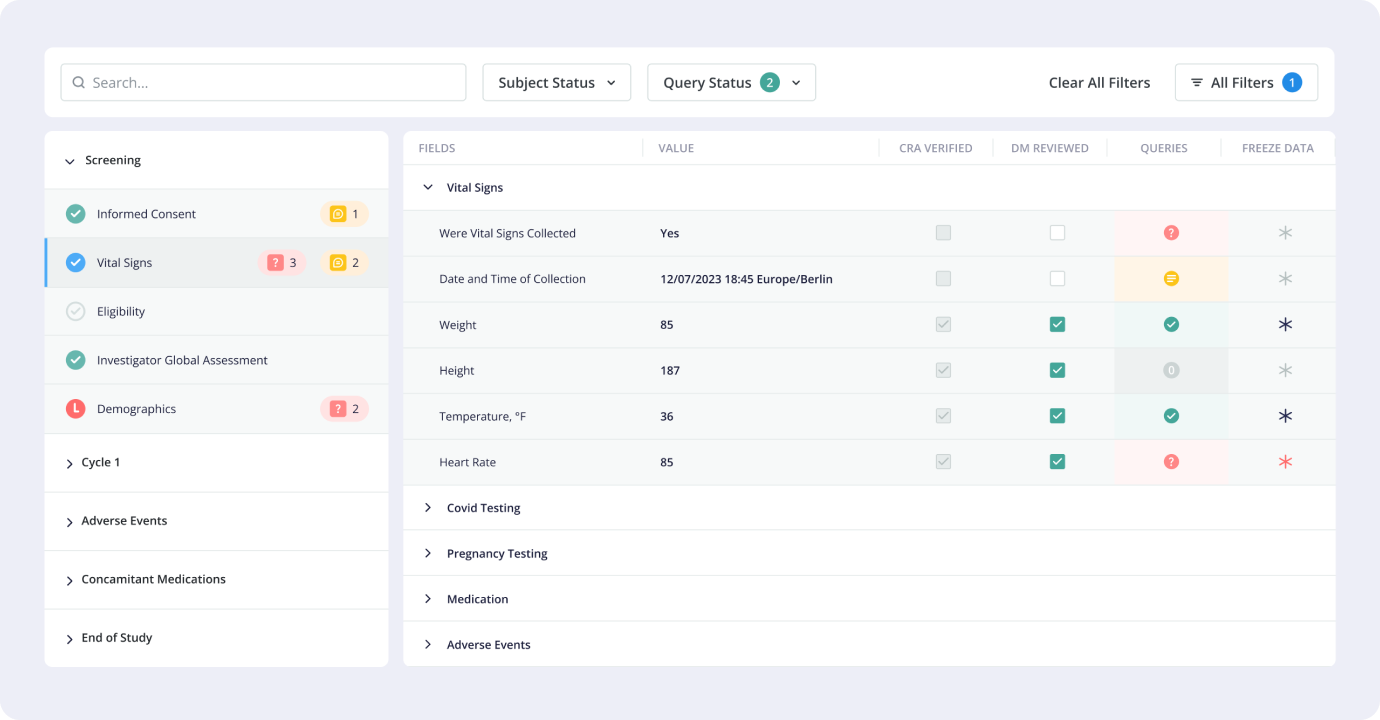 Search...
Subject Status
Query Status 2
Clear All Filters
All Filters 1
Screening
Informed Consent 1
Vital Signs ? 3 2
Eligibility
Investigator Global Assessment
L Demographics ? 2
Cycle 1
Adverse Events
Concamitant Medications
End of Study
FIELDS VALUE CRA VERIFIED DM REVIEWED QUERIES FREEZE DATA
Vital Signs
Were Vital Signs Collected Yes ?
Date and Time of Collection 12/07/2023 18:45 Europe/Berlin
Weight 85
Height 187 0
Temperature, °F 36
Heart Rate 85 ?
Covid Testing
Pregnancy Testing
Medication
Adverse Events